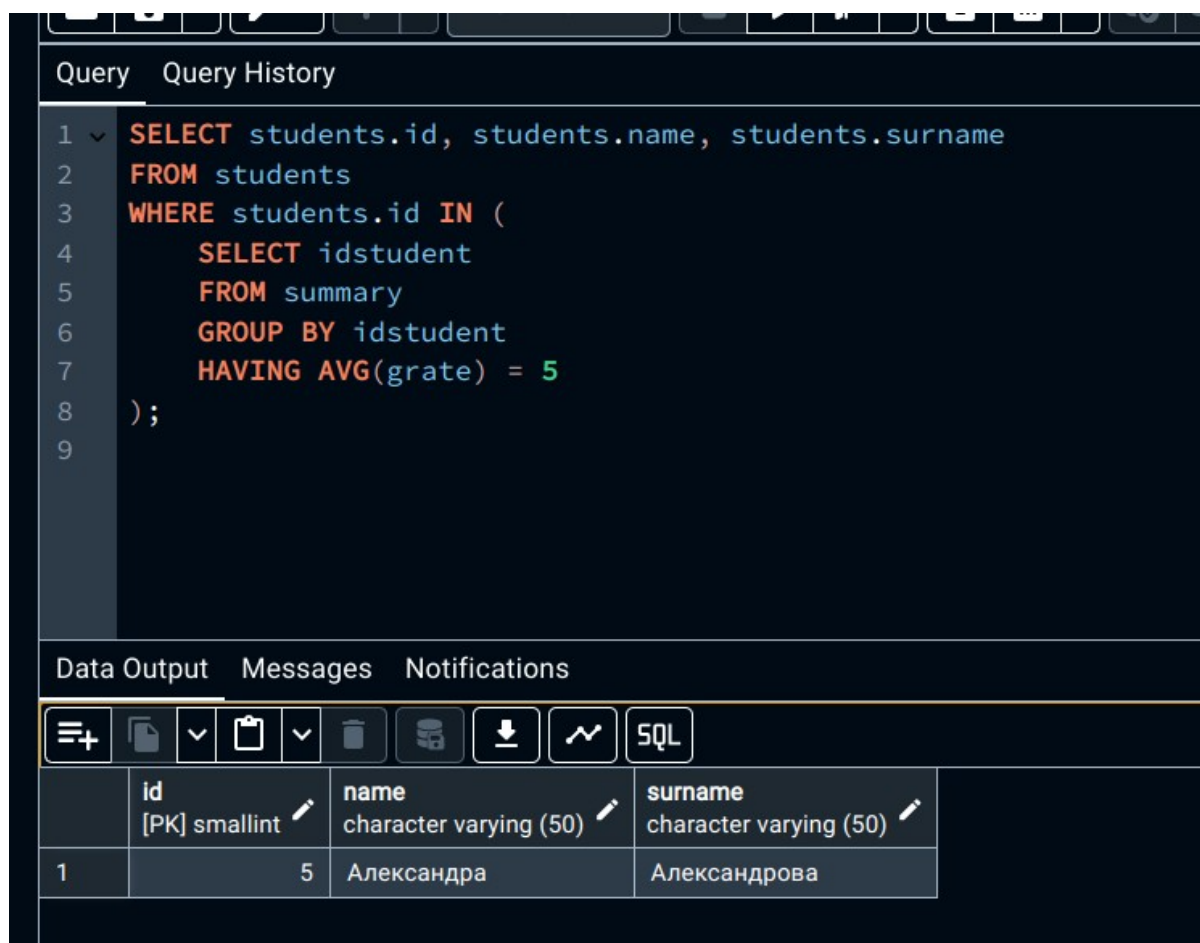 Query Query History
1 SELECT students.id, students.name, students.surname
2 FROM students
3 WHERE students.id IN (
4 SELECT idstudent
5 FROM summary
6 GROUP BY idstudent
7 HAVING AVG(grate) = 5
8 );
9
Data Output Messages Notifications
SQL
id name surname
[PK] smallint character varying (50) character varying (50)
1 5 Александра Александрова